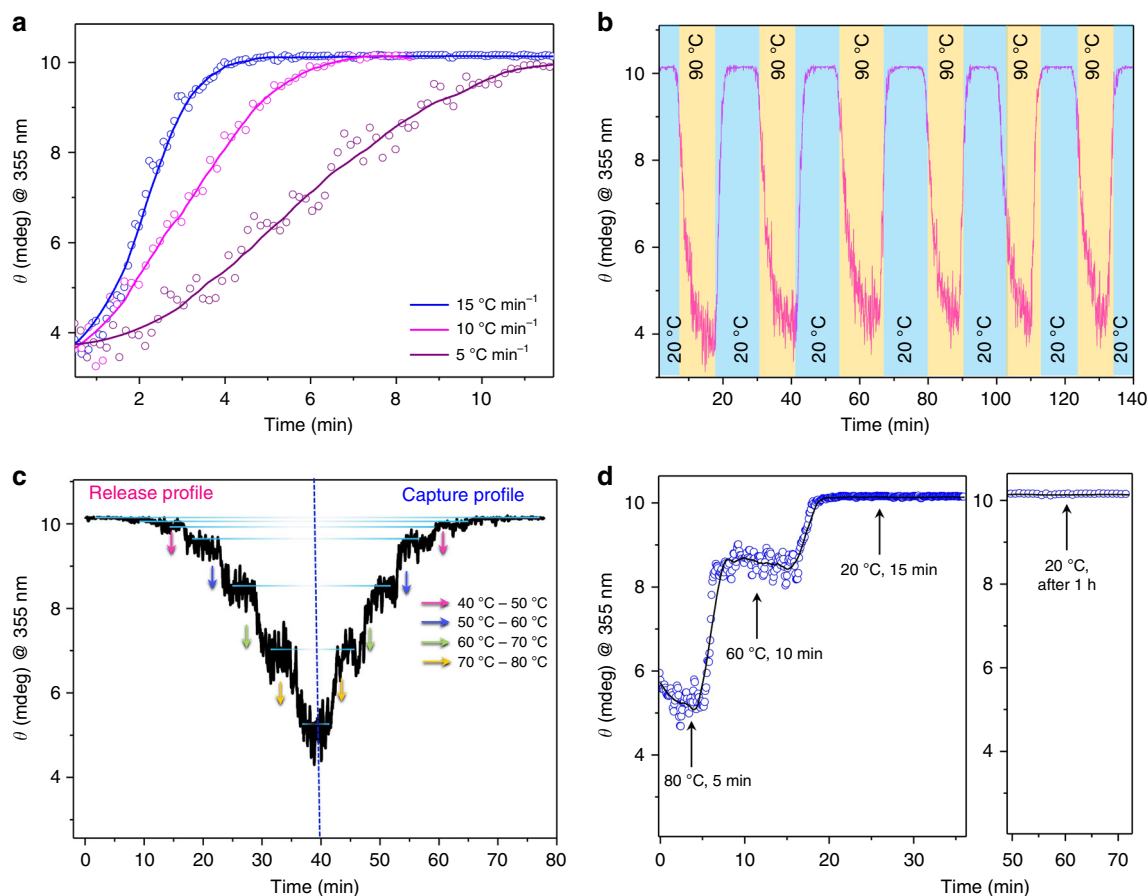 a
θ (mdeg) @ 355 nm
10
8
6
4
2
4
6
8
10
Time (min)
15 °C min⁻¹
10 °C min⁻¹
5 °C min⁻¹
b
θ (mdeg) @ 355 nm
10
8
6
4
90 °C
90 °C
90 °C
90 °C
90 °C
90 °C
20 °C
20 °C
20 °C
20 °C
20 °C
20 °C
20 °C
20
40
60
80
100
120
140
Time (min)
c
θ (mdeg) @ 355 nm
10
8
6
4
Release profile
Capture profile
40 °C – 50 °C
50 °C – 60 °C
60 °C – 70 °C
70 °C – 80 °C
0
10
20
30
40
50
60
70
80
Time (min)
d
θ (mdeg) @ 355 nm
10
8
6
4
80 °C, 5 min
60 °C, 10 min
20 °C, 15 min
0
10
20
30
10
8
6
4
20 °C,
after 1 h
50
60
70
Time (min)